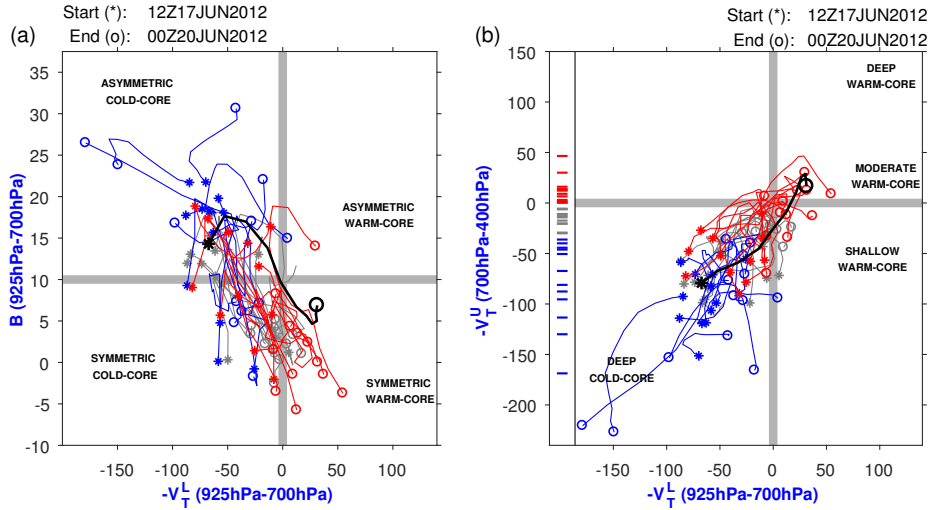 Start (*): 12Z17JUN2012
End (o): 00Z20JUN2012
(a)
35
30
25
20
15
10
5
0
-5
-10
B (925hPa-700hPa)
ASYMMETRIC
COLD-CORE
ASYMMETRIC
WARM-CORE
SYMMETRIC
COLD-CORE
SYMMETRIC
WARM-CORE
-150 -100 -50 0 50 100
-V_T^L (925hPa-700hPa)
Start (*): 12Z17JUN2012
End (o): 00Z20JUN2012
(b)
150
100
50
0
-50
-100
-150
-200
-V_T^U (700hPa-400hPa)
DEEP
WARM-CORE
MODERATE
WARM-CORE
SHALLOW
WARM-CORE
DEEP
COLD-CORE
-150 -100 -50 0 50 100
-V_T^L (925hPa-700hPa)